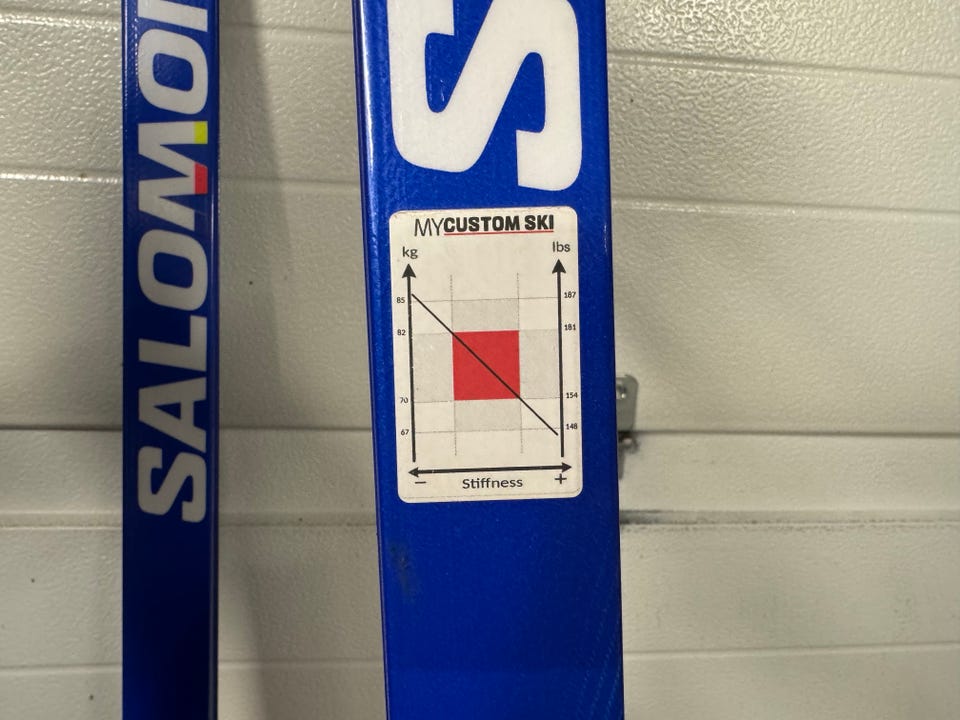 SALOMO
S
MYCUSTOM SKI
kg lbs
85 187
82 181
70 154
67 148
- Stiffness +